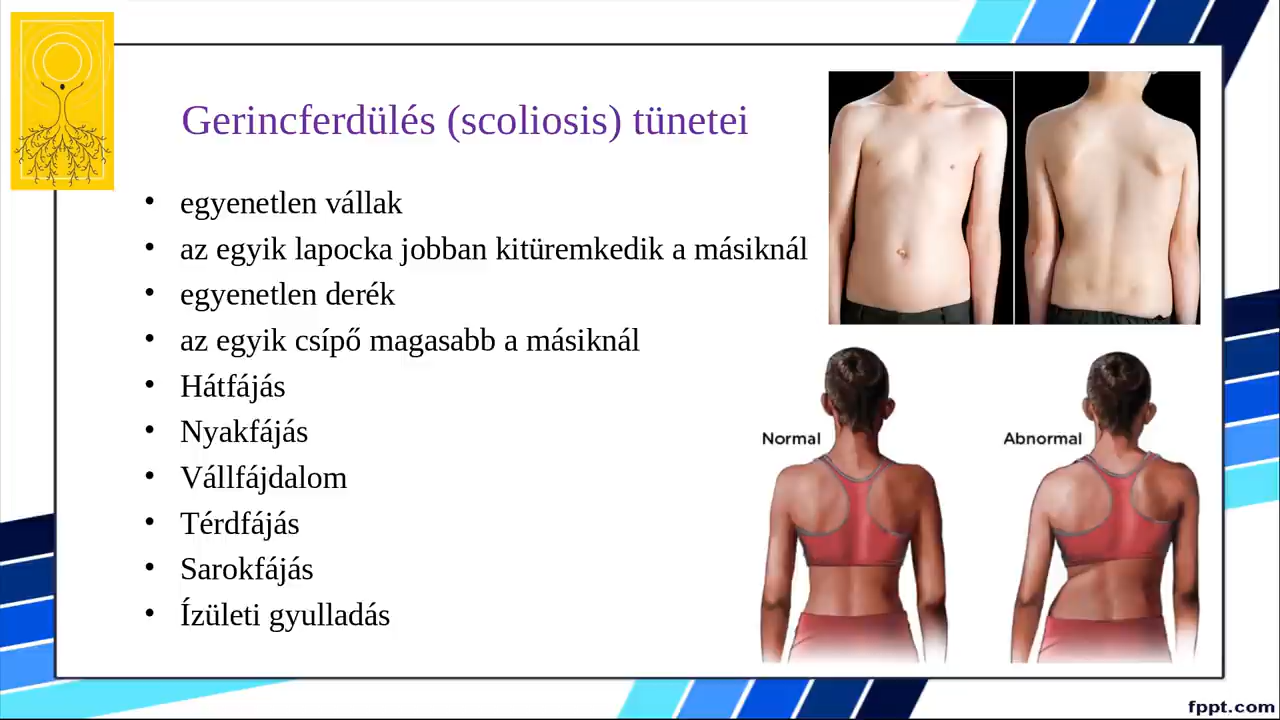 Gerincferdülés (scoliosis) tünetei
• egyenetlen vállak
• az egyik lapocka jobban kitüremkedik a másiknál
• egyenetlen derék
• az egyik csípő magasabb a másiknál
• Hátfájás
• Nyakfájás
• Vállfájdalom
• Térdfájás
• Sarokfájás
• Ízületi gyulladás
Normal
Abnormal
fppt.com